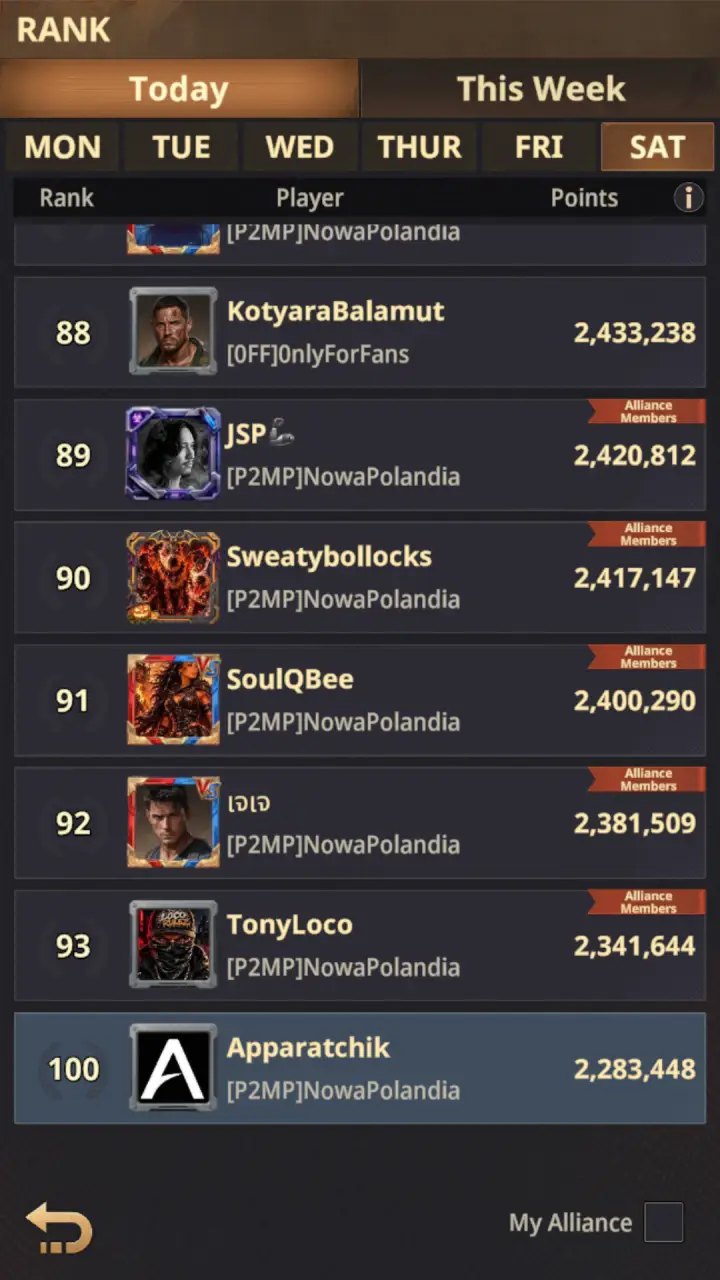 RANK
Today
This Week
MON
TUE
WED
THUR
FRI
SAT
Rank
Player
Points
[P2MP]NowaPolandia
88
KotyaraBalamut
[0FF]0nlyForFans
2,433,238
Alliance
Members
89
JSP
[P2MP]NowaPolandia
2,420,812
Alliance
Members
90
Sweatybollocks
[P2MP]NowaPolandia
2,417,147
Alliance
Members
91
SoulQBee
[P2MP]NowaPolandia
2,400,290
Alliance
Members
92
เจเจ
[P2MP]NowaPolandia
2,381,509
Alliance
Members
93
TonyLoco
[P2MP]NowaPolandia
2,341,644
100
Apparatchik
[P2MP]NowaPolandia
2,283,448
My Alliance